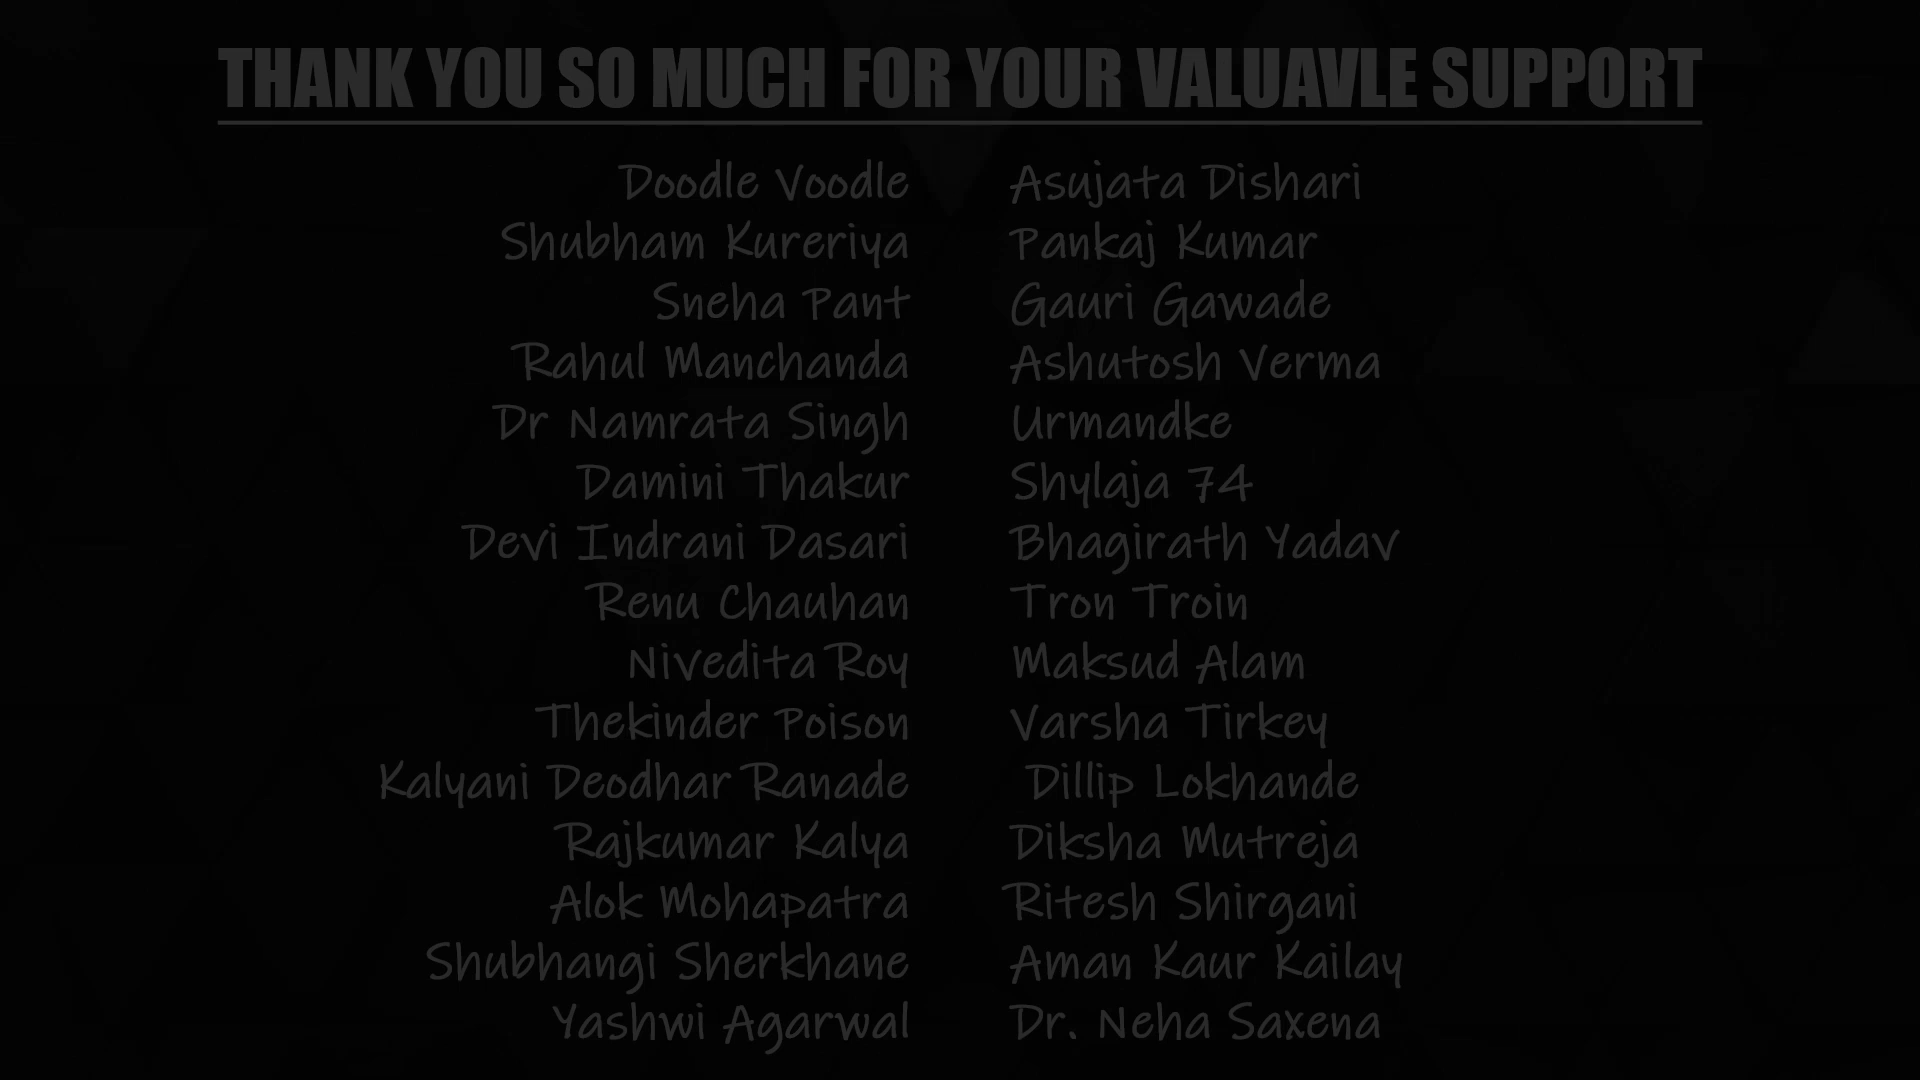 THANK YOU SO MUCH FOR YOUR VALUAVLE SUPPORT
Doodle Voodle
Shubham Kureriya
Sneha Pant
Rahul Manchanda
Dr Namrata Singh
Damini Thakur
Devi Indrani Dasari
Renu Chauhan
Nivedita Roy
Thekinder Poison
Kalyani Deodhar Ranade
Rajkumar Kalya
Alok Mohapatra
Shubhangi Sherkhane
Yashwi Agarwal
Asujata Dishari
Pankaj Kumar
Gauri Gawade
Ashutosh Verma
Urmandke
Shylaja 74
Bhagirath Yadav
Tron Troin
Maksud Alam
Varsha Tirkey
Dillip Lokhande
Diksha Mutreja
Ritesh Shirgani
Aman Kaur Kailay
Dr. Neha Saxena